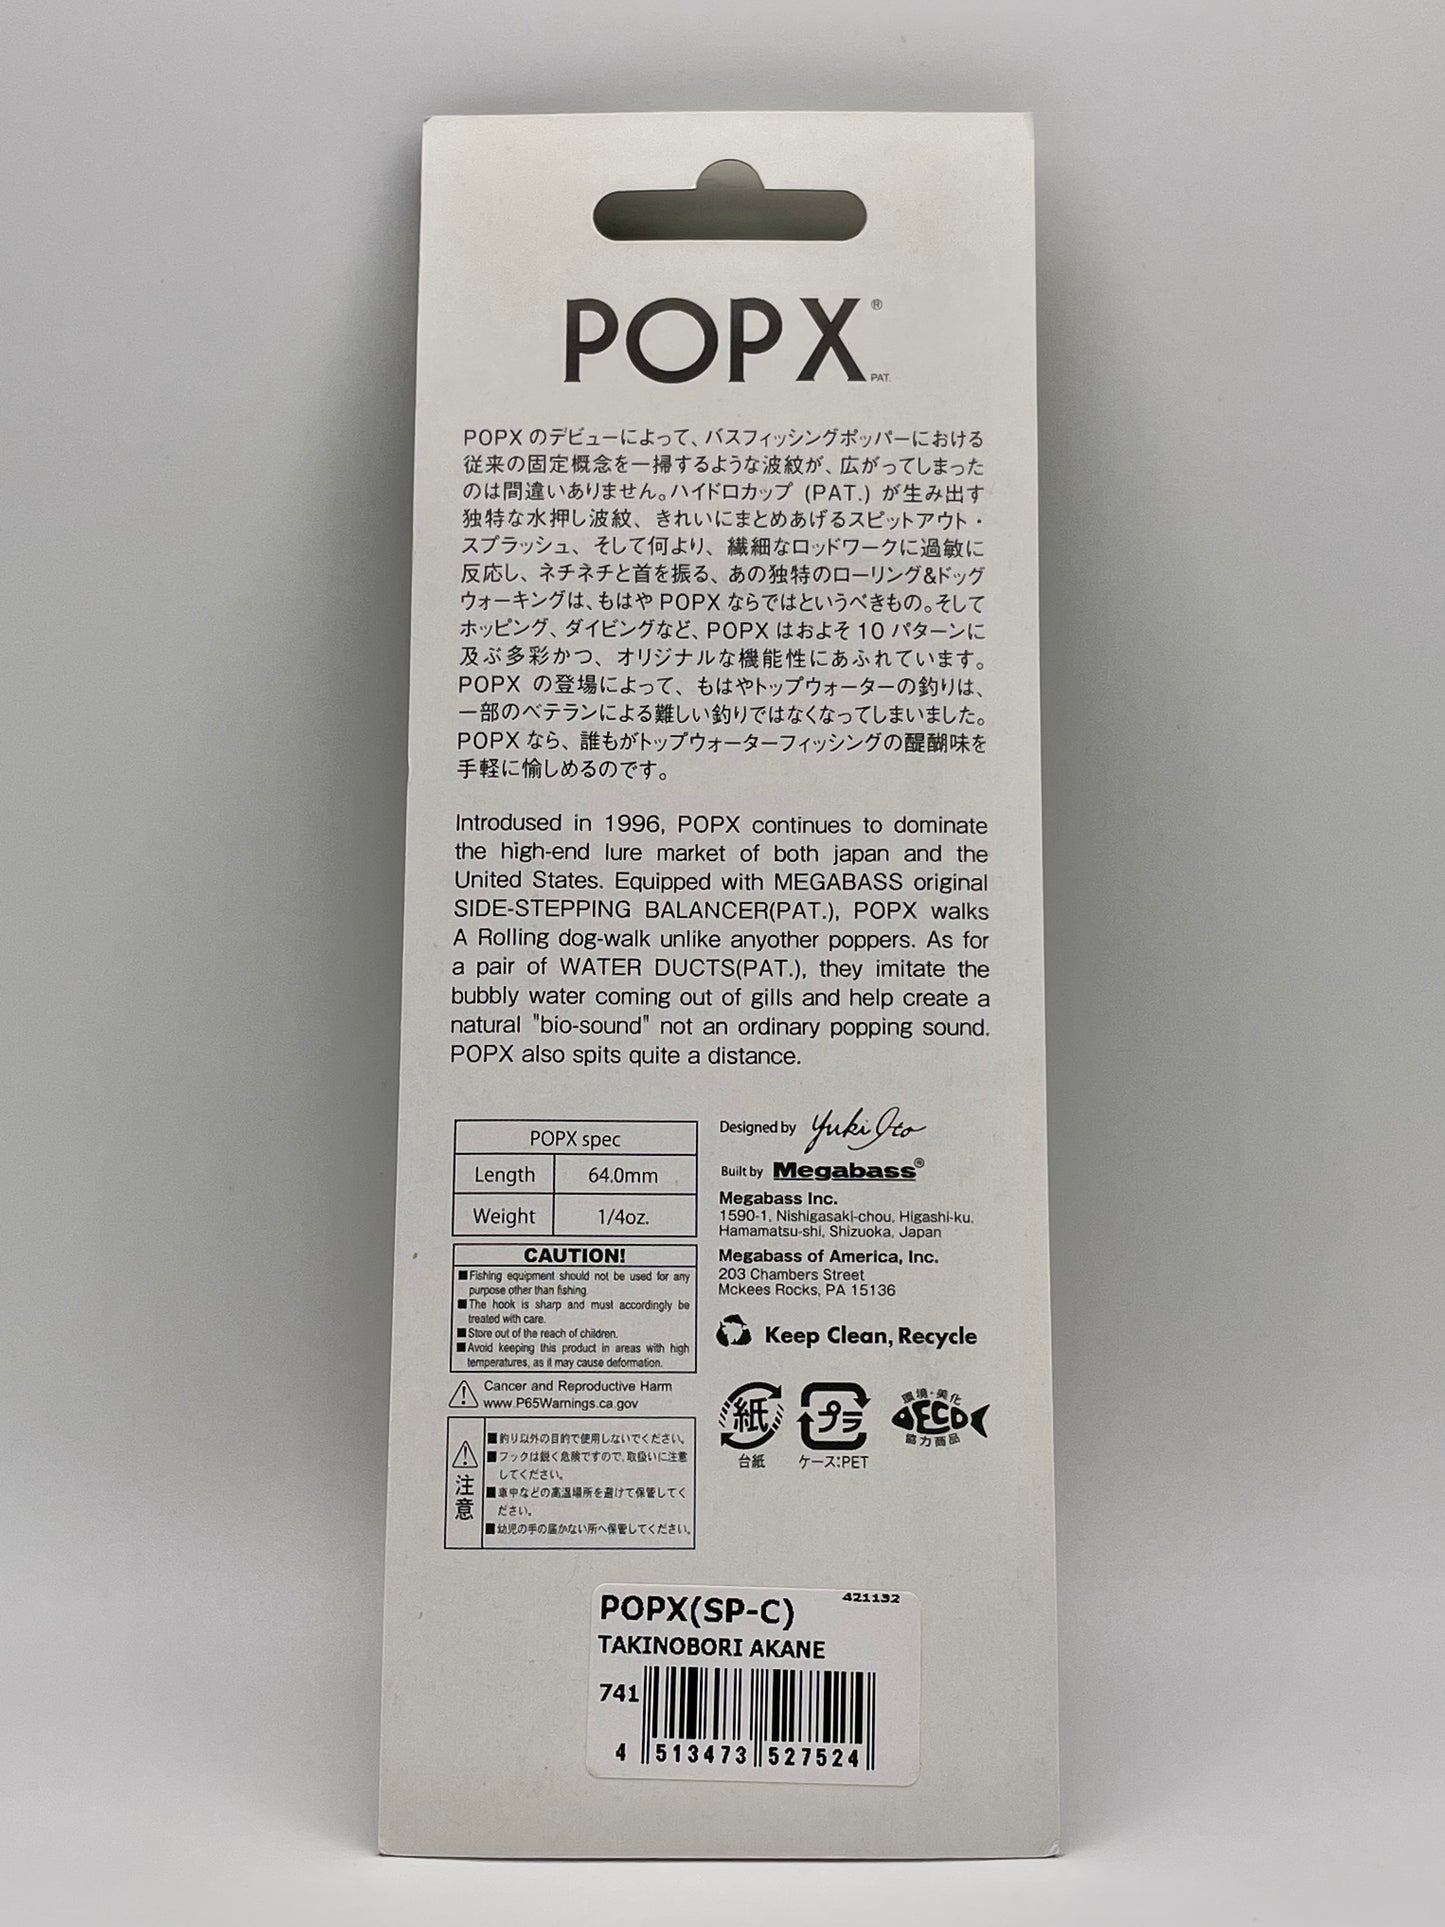 POPX®
PAT.
POPX のデビューによって、バスフィッシングポッパーにおける
従来の固定概念を一掃するような波紋が、広がってしまった
のは間違いありません。ハイドロカップ (PAT.) が生み出す
独特な水押し波紋、きれいにまとめあげるスピットアウト・
スプラッシュ、そして何より、繊細なロッドワークに過敏に
反応し、ネチネチと首を振る、あの独特のローリング&ドッグ
ウォーキングは、もはや POPX ならではというべきもの。そして
ホッピング、ダイビングなど、POPX はおよそ 10 パターンに
及ぶ多彩かつ、オリジナルな機能性にあふれています。
POPX の登場によって、もはやトップウォーターの釣りは、
一部のベテランによる難しい釣りではなくなってしまいました。
POPX なら、誰もがトップウォーターフィッシングの醍醐味を
手軽に愉しめるのです。
Introdused in 1996, POPX continues to dominate
the high-end lure market of both japan and the
United States. Equipped with MEGABASS original
SIDE-STEPPING BALANCER(PAT.), POPX walks
A Rolling dog-walk unlike anyother poppers. As for
a pair of WATER DUCTS(PAT.), they imitate the
bubbly water coming out of gills and help create a
natural "bio-sound" not an ordinary popping sound.
POPX also spits quite a distance.
POPX spec
Length 64.0mm
Weight 1/4oz.
CAUTION!
■Fishing equipment should not be used for any
purpose other than fishing.
■The hook is sharp and must accordingly be
treated with care.
■Store out of the reach of children.
■Avoid keeping this product in areas with high
temperatures, as it may cause deformation.
Cancer and Reproductive Harm
www.P65Warnings.ca.gov
注意
■釣り以外の目的で使用しないでください。
■フックは鋭く危険ですので、取扱いに注意
してください。
■車中などの高温場所を避けて保管してく
ださい。
■幼児の手の届かない所へ保管してください。
Designed by Yuki Ito
Built by Megabass®
Megabass Inc.
1590-1, Nishigasaki-chou, Higashi-ku,
Hamamatsu-shi, Shizuoka, Japan
Megabass of America, Inc.
203 Chambers Street
Mckees Rocks, PA 15136
Keep Clean, Recycle
紙
台紙
プラ
ケース:PET
環境・美化
ECO
協力商品
POPX(SP-C) 421132
TAKINOBORI AKANE
741
4 513473 527524